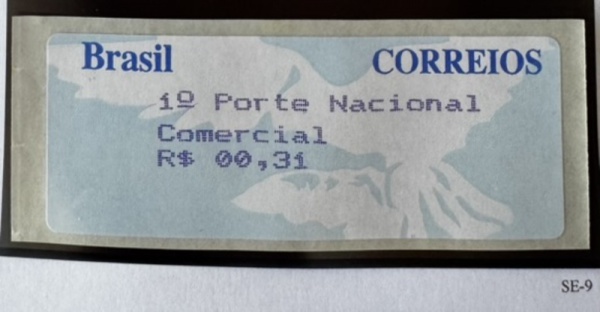 Brasil CORREIOS
1º Porte Nacional
Comercial
R$ 00,31
SE-9